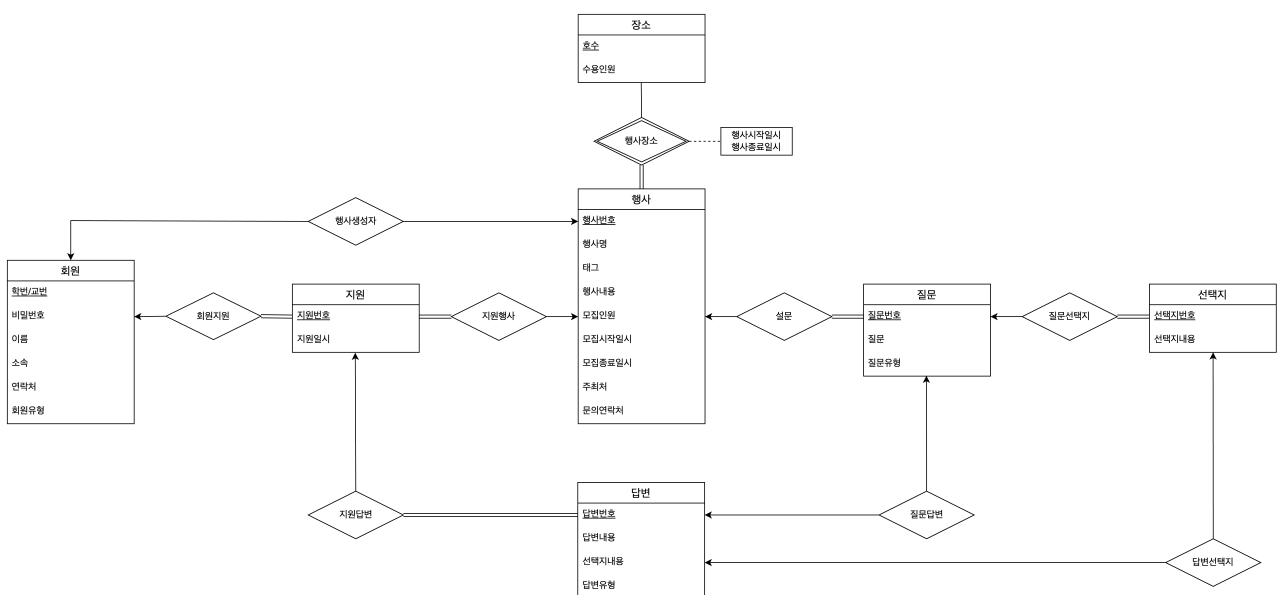 장소
호수
수용인원
행사장소
행사시작일시
행사종료일시
행사
행사번호
행사명
태그
행사내용
모집인원
모집시작일시
모집종료일시
주최처
문의연락처
행사생성자
회원
학번/교번
비밀번호
이름
소속
연락처
회원유형
회원지원
지원
지원번호
지원일시
지원행사
설문
질문
질문번호
질문
질문유형
질문선택지
선택지
선택지번호
선택지내용
지원답변
답변
답변번호
답변내용
선택지내용
답변유형
질문답변
답변선택지